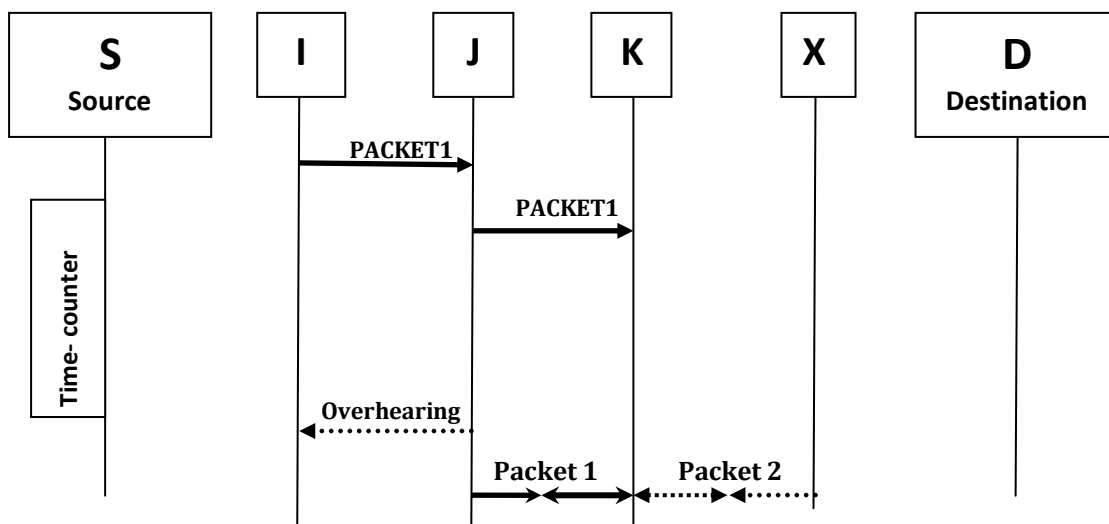 S
Source
I
J
K
X
D
Destination
PACKET1
PACKET1
Time- counter
Overhearing
Packet 1
Packet 2